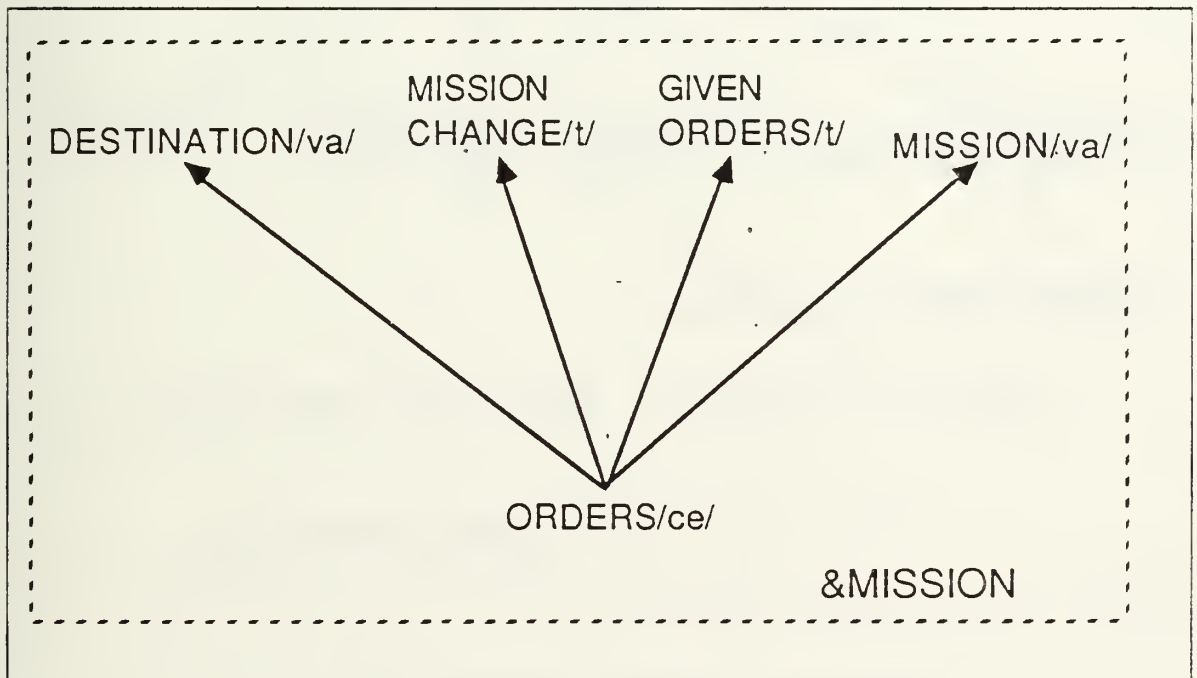 DESTINATION/va/
MISSION
CHANGE/t/
GIVEN
ORDERS/t/
MISSION/va/
ORDERS/ce/
&MISSION